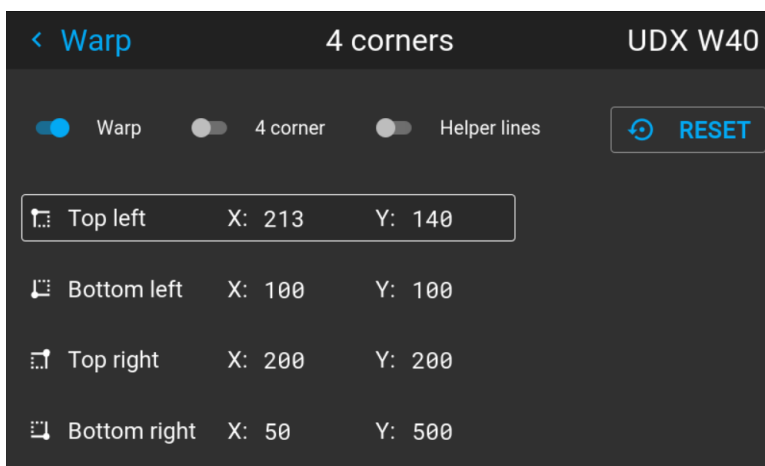 Warp 4 corners UDX W40
Warp 4 corner Helper lines RESET
Top left X: 213 Y: 140
Bottom left X: 100 Y: 100
Top right X: 200 Y: 200
Bottom right X: 50 Y: 500